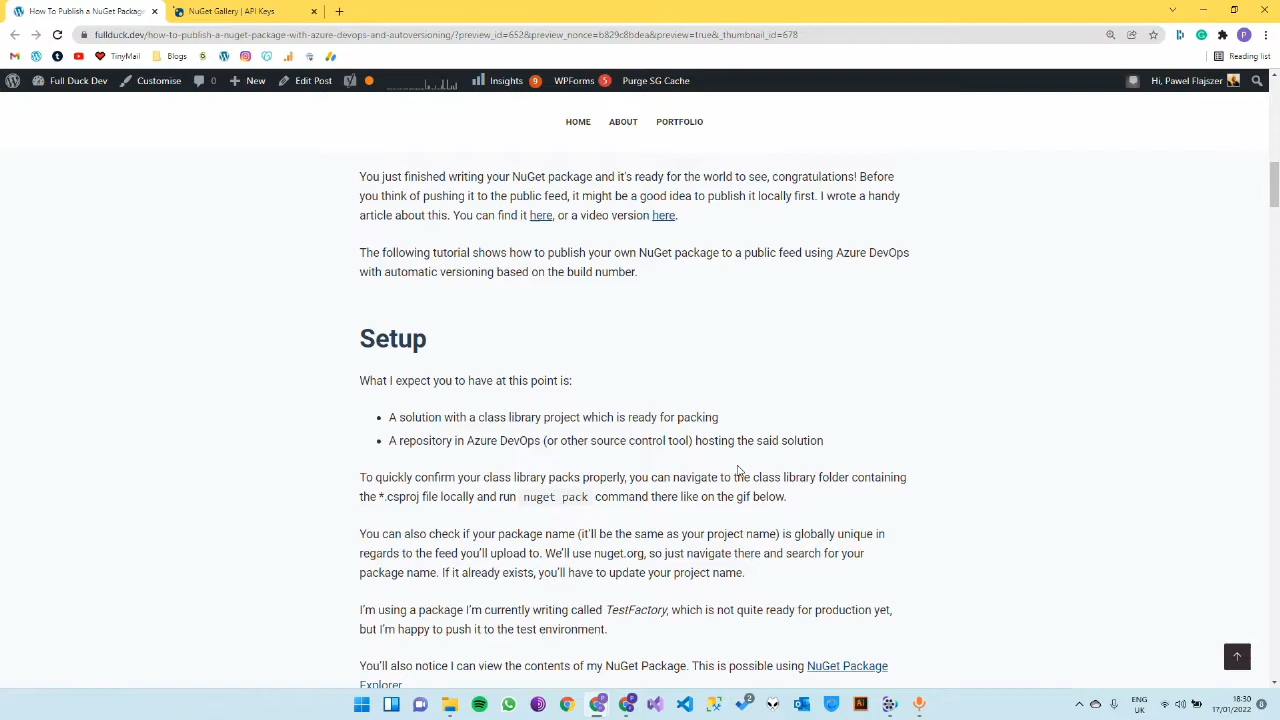 How To Publish a NuGet Package
NuGet Gallery | API Keys
fullduck.dev/how-to-publish-a-nuget-package-with-azure-devops-and-autoversioning/?preview_id=652&preview_nonce=b829c8bdea&preview=true&_thumbnail_id=678
TinyMail
Blogs
Reading list
Full Duck Dev
Customise
0
New
Edit Post
Insights
9
WPForms
5
Purge SG Cache
Hi, Pawel Flajszer
HOME
ABOUT
PORTFOLIO
You just finished writing your NuGet package and it's ready for the world to see, congratulations! Before
you think of pushing it to the public feed, it might be a good idea to publish it locally first. I wrote a handy
article about this. You can find it here, or a video version here.
The following tutorial shows how to publish your own NuGet package to a public feed using Azure DevOps
with automatic versioning based on the build number.
Setup
What I expect you to have at this point is:
• A solution with a class library project which is ready for packing
• A repository in Azure DevOps (or other source control tool) hosting the said solution
To quickly confirm your class library packs properly, you can navigate to the class library folder containing
the *.csproj file locally and run nuget pack command there like on the gif below.
You can also check if your package name (it'll be the same as your project name) is globally unique in
regards to the feed you'll upload to. We'll use nuget.org, so just navigate there and search for your
package name. If it already exists, you'll have to update your project name.
I'm using a package I'm currently writing called TestFactory, which is not quite ready for production yet,
but I'm happy to push it to the test environment.
You'll also notice I can view the contents of my NuGet Package. This is possible using NuGet Package
Explorer
2
ENG
UK
18:30
17/01/2022